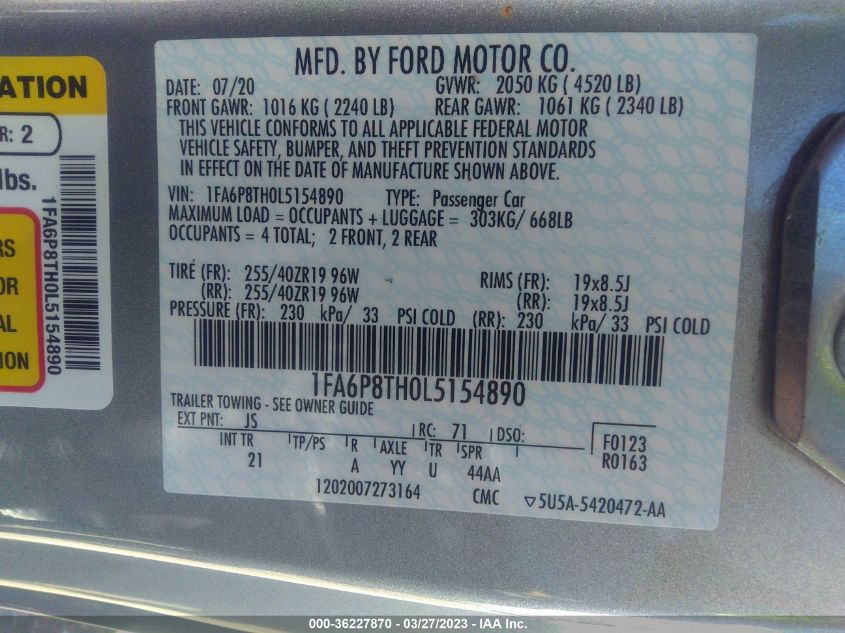 ATION
R: 2
lbs.
RS
OR
AL
ION
1FA6P8TH0L5154890
MFD. BY FORD MOTOR CO.
DATE: 07/20 GVWR: 2050 KG ( 4520 LB)
FRONT GAWR: 1016 KG ( 2240 LB) REAR GAWR: 1061 KG ( 2340 LB)
THIS VEHICLE CONFORMS TO ALL APPLICABLE FEDERAL MOTOR
VEHICLE SAFETY, BUMPER, AND THEFT PREVENTION STANDARDS
IN EFFECT ON THE DATE OF MANUFACTURE SHOWN ABOVE.
VIN: 1FA6P8TH0L5154890 TYPE: Passenger Car
MAXIMUM LOAD = OCCUPANTS + LUGGAGE = 303KG/ 668LB
OCCUPANTS = 4 TOTAL; 2 FRONT, 2 REAR
TIRE (FR): 255/40ZR19 96W RIMS (FR): 19x8.5J
(RR): 255/40ZR19 96W (RR): 19x8.5J
PRESSURE (FR): 230 kPa/ 33 PSI COLD (RR): 230 kPa/ 33 PSI COLD
1FA6P8TH0L5154890
TRAILER TOWING - SEE OWNER GUIDE
EXT PNT: JS RC: 71 DSO: F0123
INT TR TP/PS R AXLE TR SPR R0163
21 A YY U 44AA
1202007273164 CMC ▽5U5A-5420472-AA
000-36227870 — 03/27/2023 — IAA Inc.